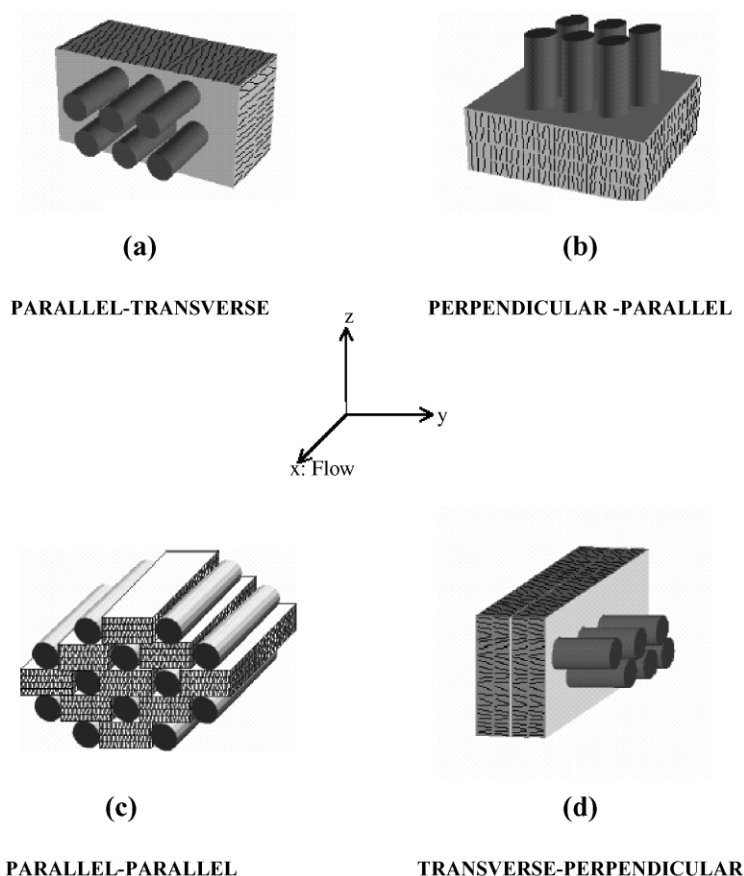 (a)
(b)
PARALLEL-TRANSVERSE
PERPENDICULAR -PARALLEL
z
y
x: Flow
(c)
(d)
PARALLEL-PARALLEL
TRANSVERSE-PERPENDICULAR